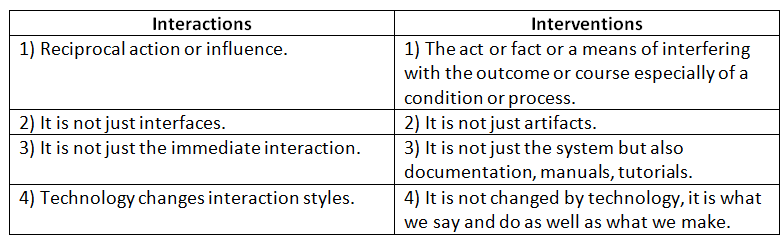 Interactions
Interventions
1) Reciprocal action or influence.
1) The act or fact or a means of interfering
with the outcome or course especially of a
condition or process.
2) It is not just interfaces.
2) It is not just artifacts.
3) It is not just the immediate interaction.
3) It is not just the system but also
documentation, manuals, tutorials.
4) Technology changes interaction styles.
4) It is not changed by technology, it is what
we say and do as well as what we make.